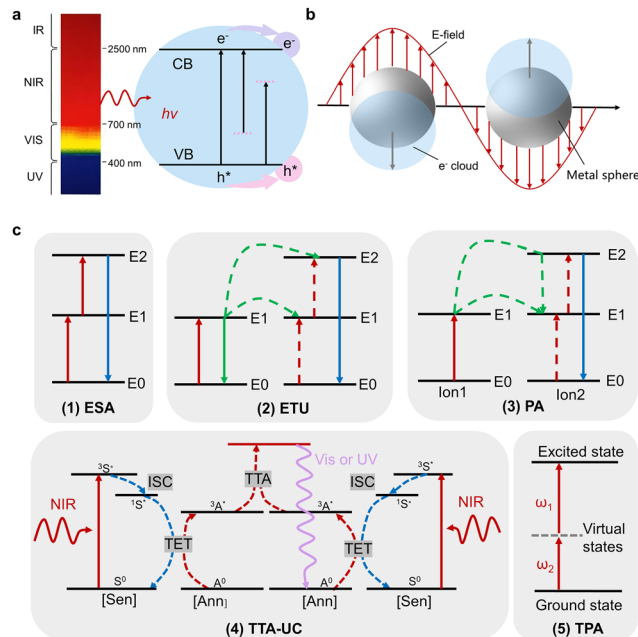 a
IR
2500 nm
NIR
700 nm
VIS
400 nm
UV
hv
e-
e-
CB
VB
h*
h*
b
E-field
e- cloud
Metal sphere
c
E2
E1
E0
(1) ESA
E2
E1
E1
E0
E0
(2) ETU
E2
E1
E1
E0
Ion1
Ion2
E0
(3) PA
³S*
ISC
¹S*
NIR
TET
S⁰
[Sen]
TTA
³A*
A⁰
[Ann]
Vis or UV
³A*
A⁰
[Ann]
³S*
ISC
¹S*
NIR
TET
S⁰
[Sen]
(4) TTA-UC
Excited state
ω₁
Virtual
states
ω₂
Ground state
(5) TPA